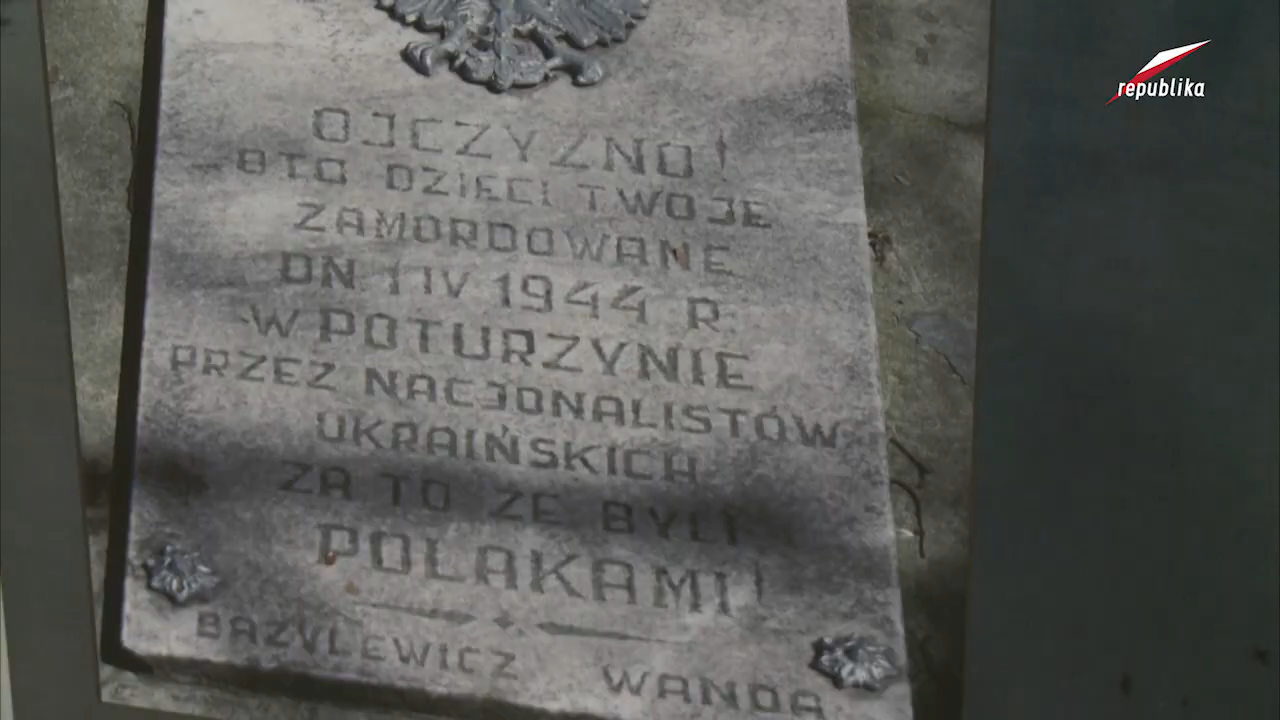 republika
OJCZYZNO!
OTO DZIECI TWOJE
ZAMORDOWANE
DN 1 IV 1944 R.
W POTURZYNIE
PRZEZ NACJONALISTÓW
UKRAIŃSKICH
ZA TO ZE BYLI
POLAKAMI!
BAZYLEWICZ WANDA